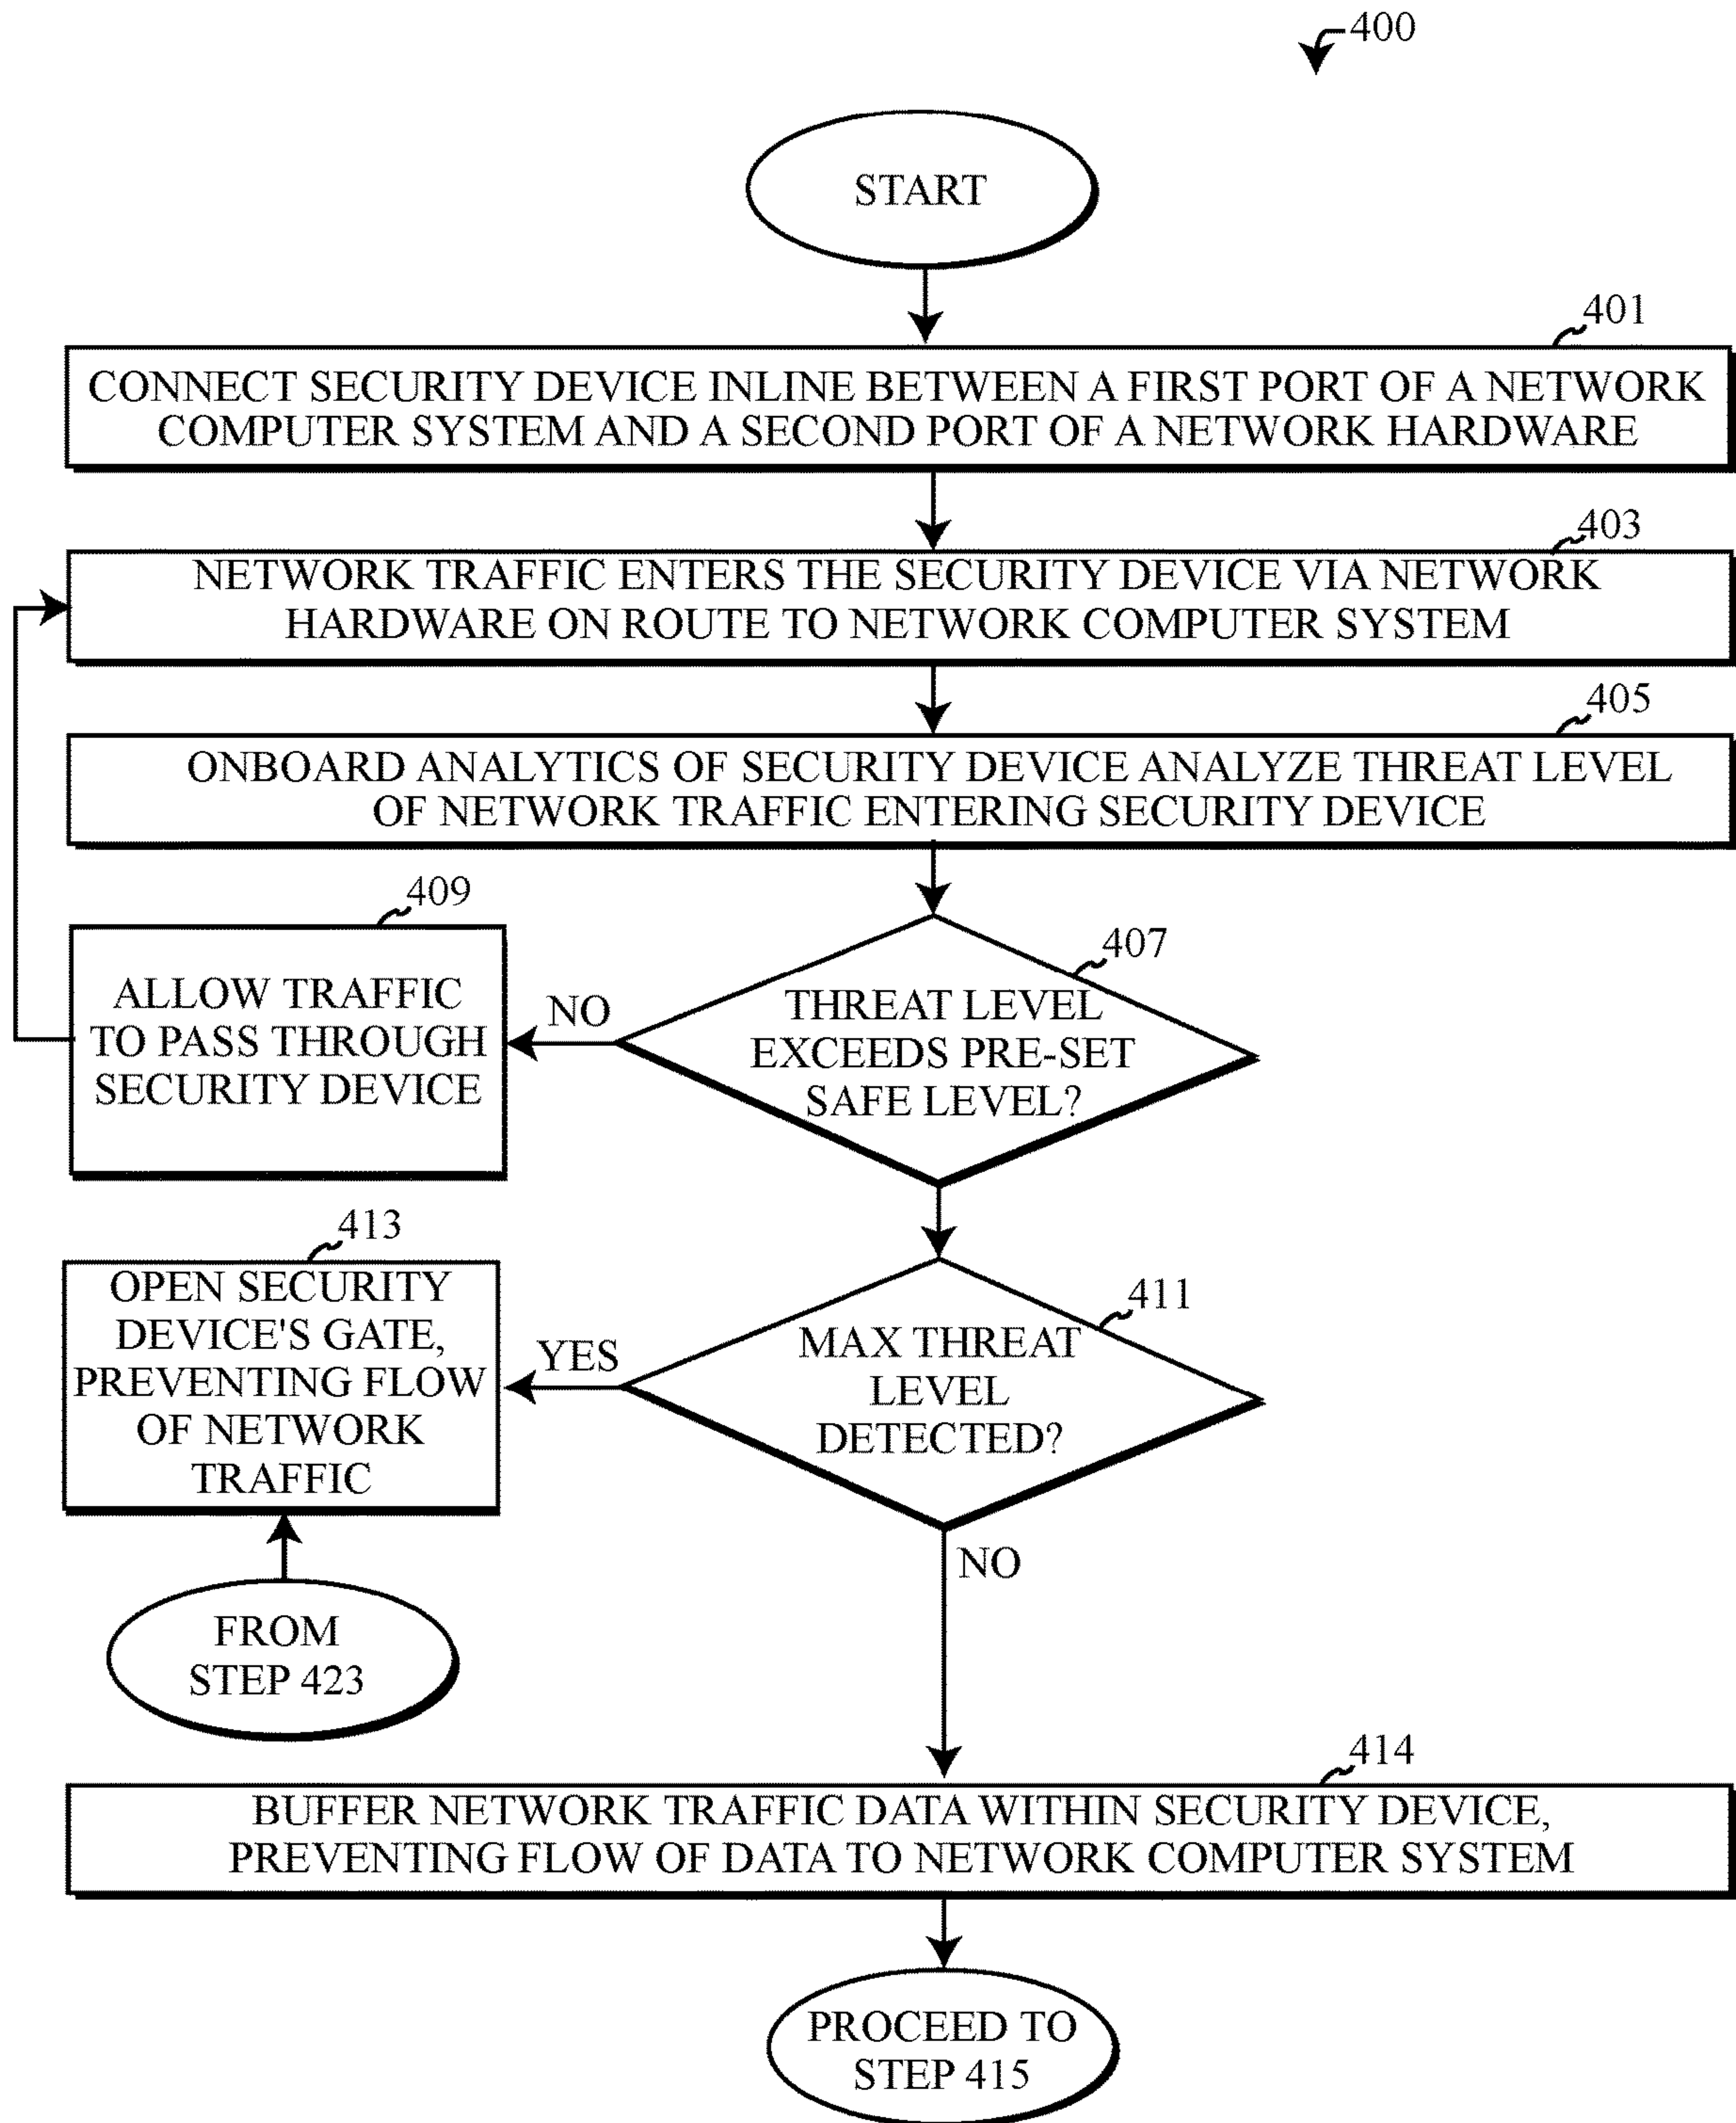 400
START
401
CONNECT SECURITY DEVICE INLINE BETWEEN A FIRST PORT OF A NETWORK
COMPUTER SYSTEM AND A SECOND PORT OF A NETWORK HARDWARE
403
NETWORK TRAFFIC ENTERS THE SECURITY DEVICE VIA NETWORK
HARDWARE ON ROUTE TO NETWORK COMPUTER SYSTEM
405
ONBOARD ANALYTICS OF SECURITY DEVICE ANALYZE THREAT LEVEL
OF NETWORK TRAFFIC ENTERING SECURITY DEVICE
409
ALLOW TRAFFIC
TO PASS THROUGH
SECURITY DEVICE
NO
407
THREAT LEVEL
EXCEEDS PRE-SET
SAFE LEVEL?
413
OPEN SECURITY
DEVICE'S GATE,
PREVENTING FLOW
OF NETWORK
TRAFFIC
YES
411
MAX THREAT
LEVEL
DETECTED?
NO
FROM
STEP 423
414
BUFFER NETWORK TRAFFIC DATA WITHIN SECURITY DEVICE,
PREVENTING FLOW OF DATA TO NETWORK COMPUTER SYSTEM
PROCEED TO
STEP 415